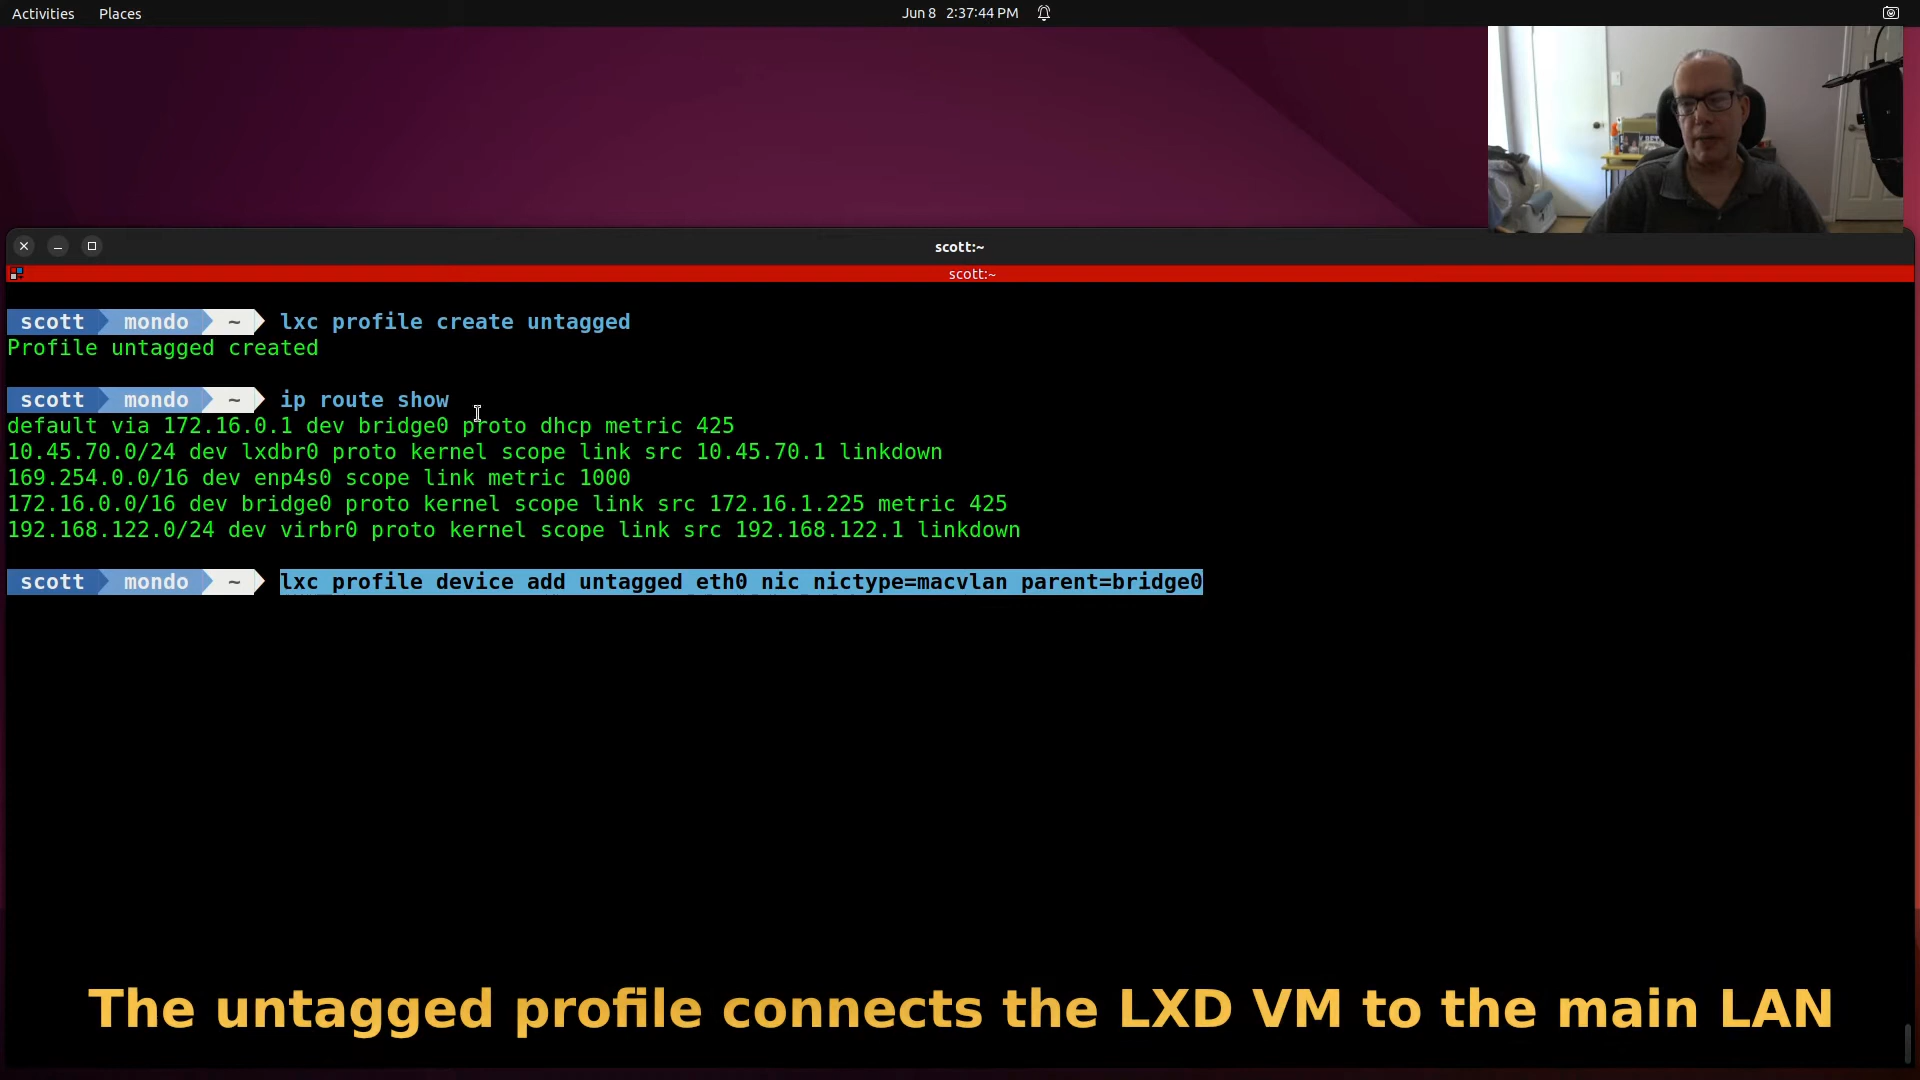 Activities Places Jun 8 2:37:44 PM
scott:~
scott:~
scott mondo ~ lxc profile create untagged
Profile untagged created
scott mondo ~ ip route show
default via 172.16.0.1 dev bridge0 proto dhcp metric 425
10.45.70.0/24 dev lxdbr0 proto kernel scope link src 10.45.70.1 linkdown
169.254.0.0/16 dev enp4s0 scope link metric 1000
172.16.0.0/16 dev bridge0 proto kernel scope link src 172.16.1.225 metric 425
192.168.122.0/24 dev virbr0 proto kernel scope link src 192.168.122.1 linkdown
scott mondo ~ lxc profile device add untagged eth0 nic nictype=macvlan parent=bridge0
The untagged profile connects the LXD VM to the main LAN